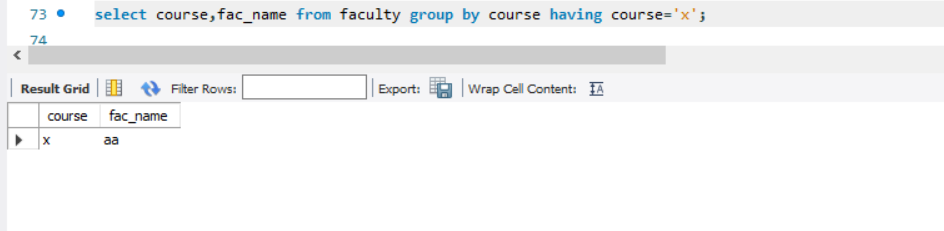 73 select course,fac_name from faculty group by course having course='x';
74
Result Grid Filter Rows: Export: Wrap Cell Content: IA
course fac_name
x aa